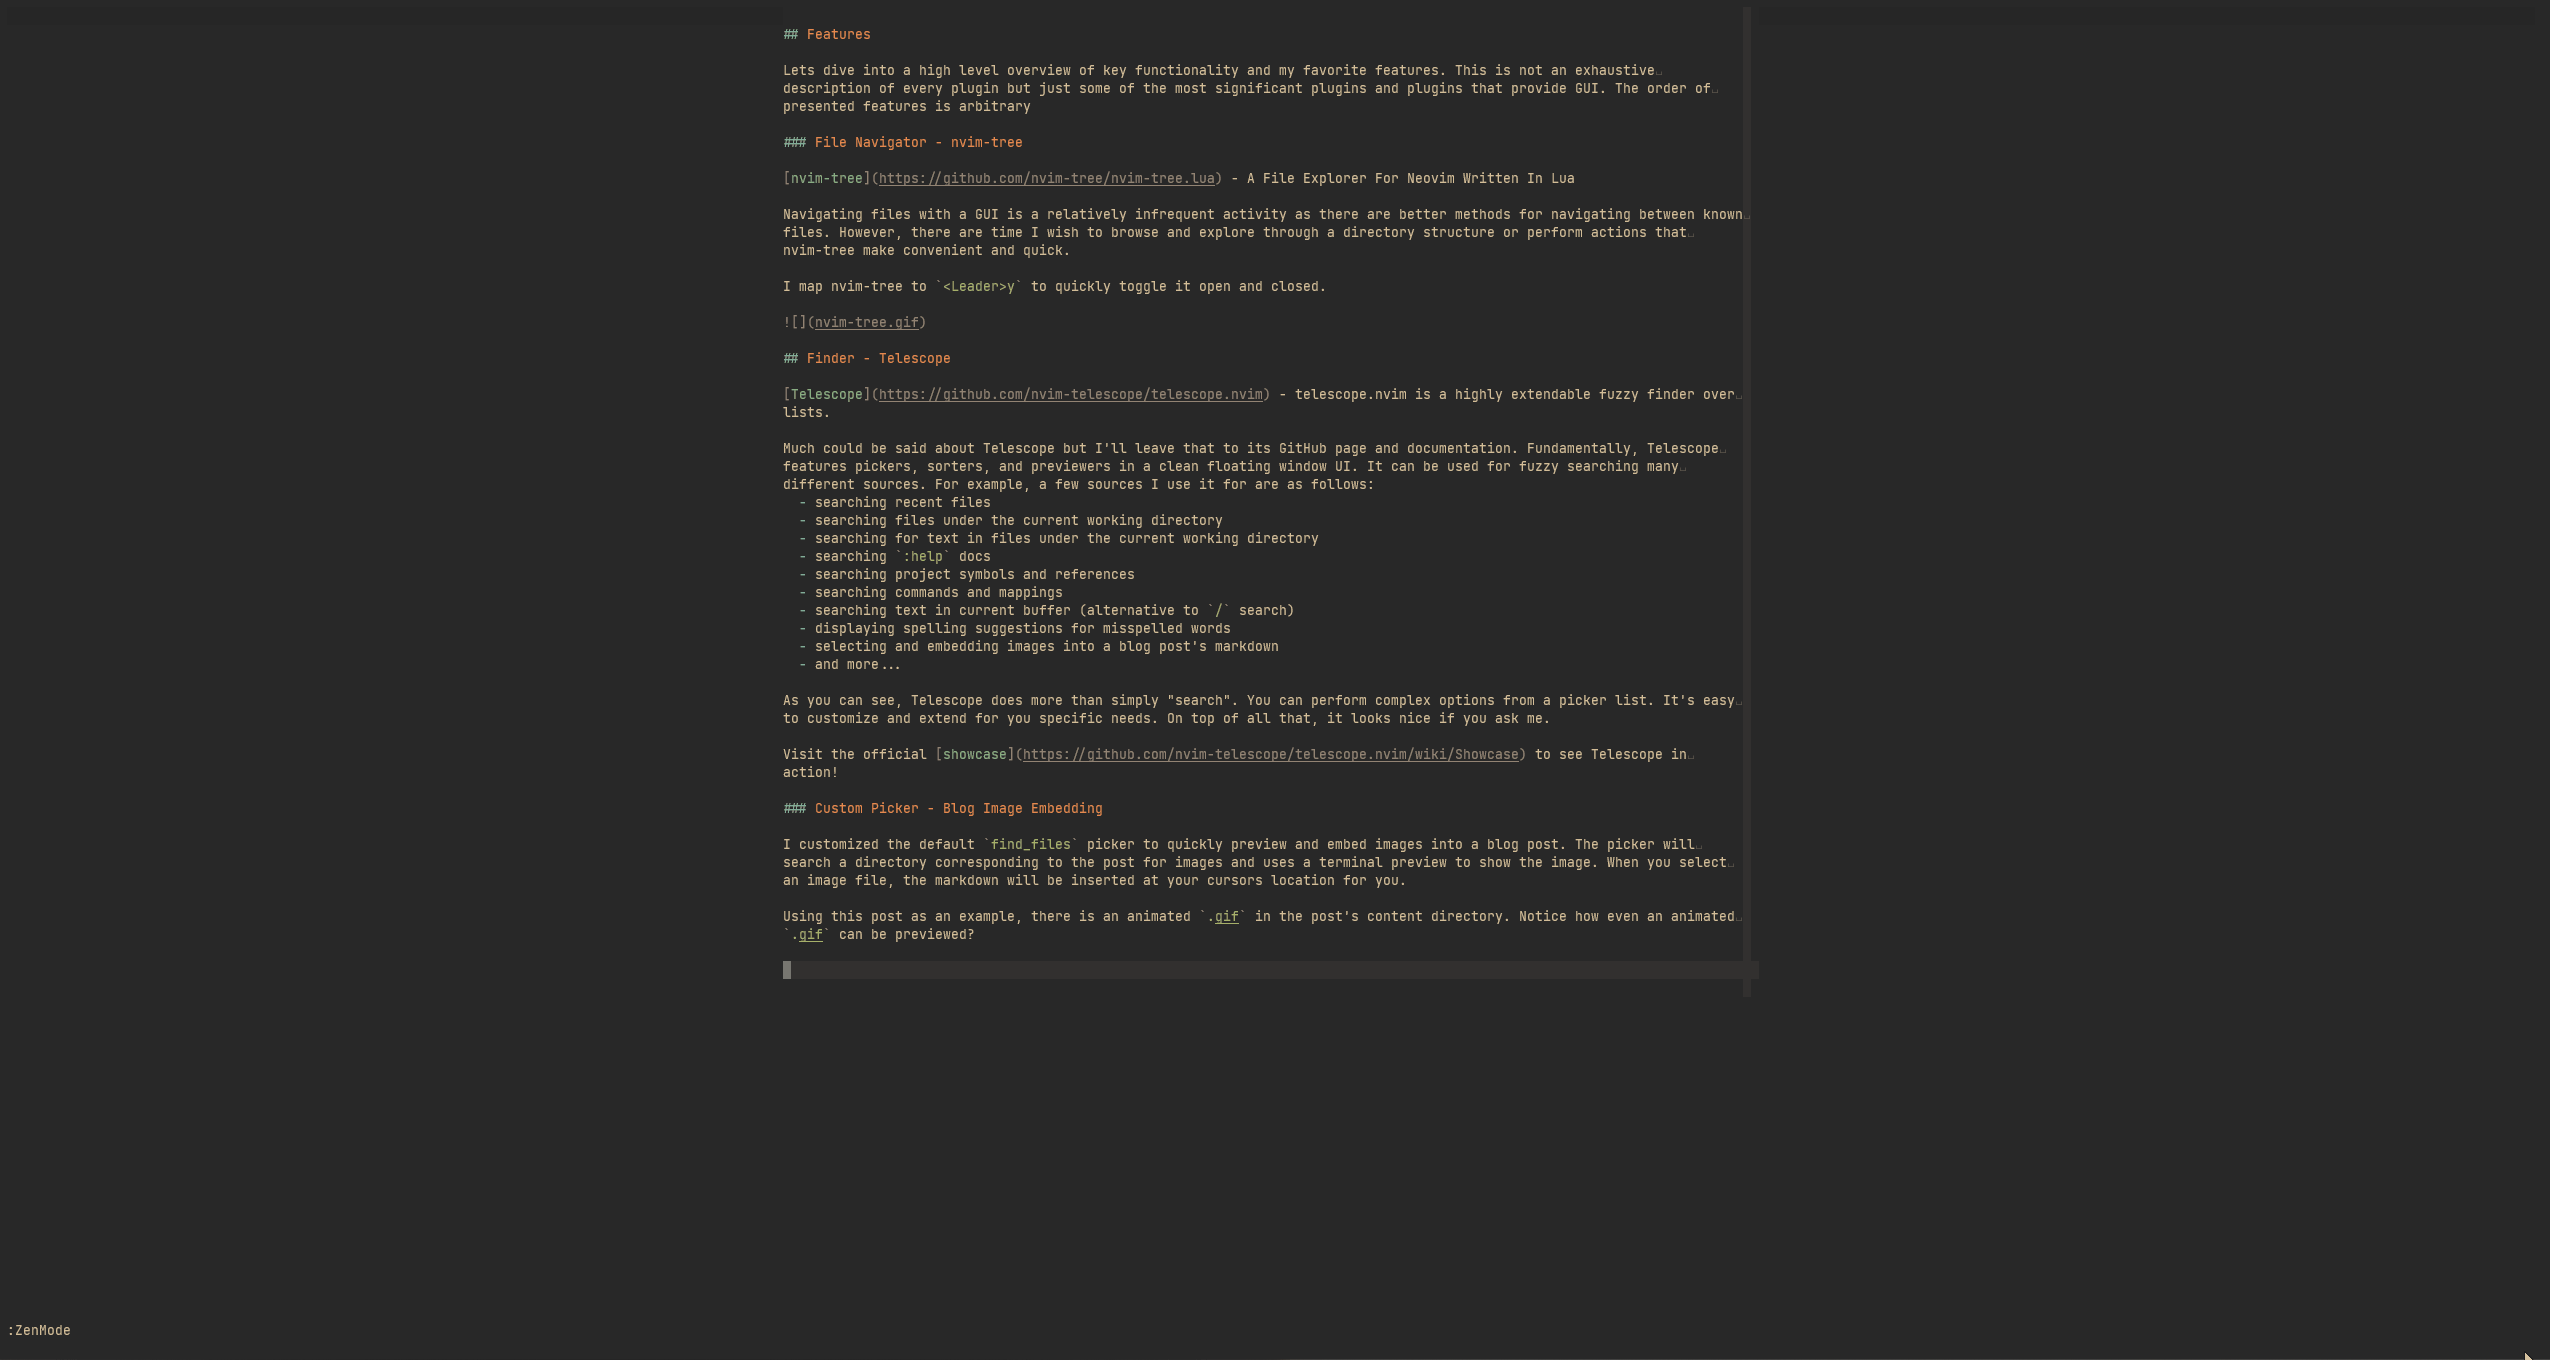 ## Features
Lets dive into a high level overview of key functionality and my favorite features. This is not an exhaustive
description of every plugin but just some of the most significant plugins and plugins that provide GUI. The order of
presented features is arbitrary
### File Navigator - nvim-tree
[nvim-tree](https://github.com/nvim-tree/nvim-tree.lua) - A File Explorer For Neovim Written In Lua
Navigating files with a GUI is a relatively infrequent activity as there are better methods for navigating between known
files. However, there are time I wish to browse and explore through a directory structure or perform actions that
nvim-tree make convenient and quick.
I map nvim-tree to `<Leader>y` to quickly toggle it open and closed.
![](nvim-tree.gif)
## Finder - Telescope
[Telescope](https://github.com/nvim-telescope/telescope.nvim) - telescope.nvim is a highly extendable fuzzy finder over
lists.
Much could be said about Telescope but I'll leave that to its GitHub page and documentation. Fundamentally, Telescope
features pickers, sorters, and previewers in a clean floating window UI. It can be used for fuzzy searching many
different sources. For example, a few sources I use it for are as follows:
- searching recent files
- searching files under the current working directory
- searching for text in files under the current working directory
- searching `:help` docs
- searching project symbols and references
- searching commands and mappings
- searching text in current buffer (alternative to `/` search)
- displaying spelling suggestions for misspelled words
- selecting and embedding images into a blog post's markdown
- and more...
As you can see, Telescope does more than simply "search". You can perform complex options from a picker list. It's easy
to customize and extend for you specific needs. On top of all that, it looks nice if you ask me.
Visit the official [showcase](https://github.com/nvim-telescope/telescope.nvim/wiki/Showcase) to see Telescope in
action!
### Custom Picker - Blog Image Embedding
I customized the default `find_files` picker to quickly preview and embed images into a blog post. The picker will
search a directory corresponding to the post for images and uses a terminal preview to show the image. When you select
an image file, the markdown will be inserted at your cursors location for you.
Using this post as an example, there is an animated `.gif` in the post's content directory. Notice how even an animated
`.gif` can be previewed?
:ZenMode